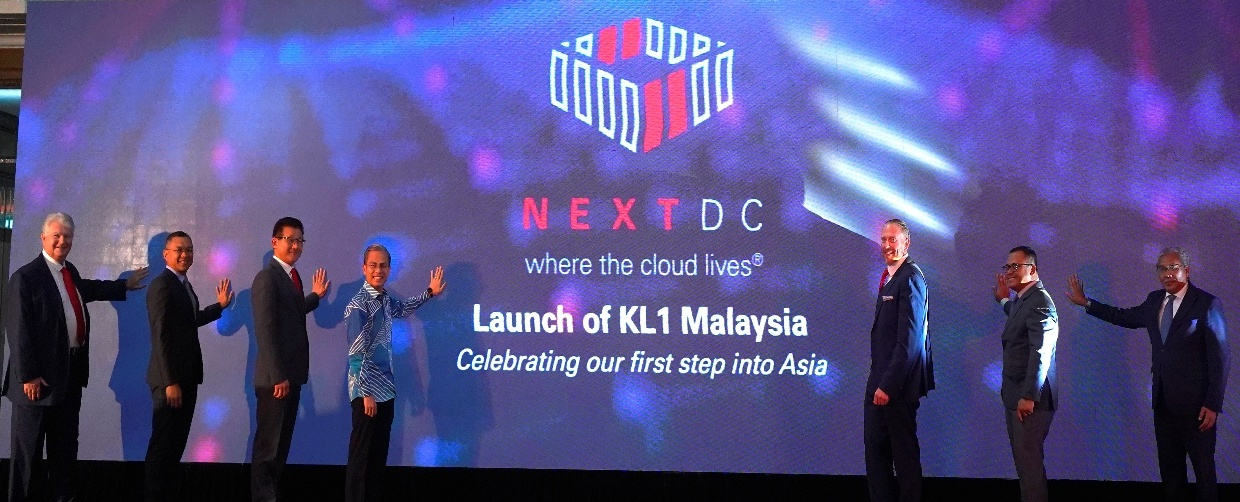 NEXTDC
where the cloud lives®
Launch of KL1 Malaysia
Celebrating our first step into Asia